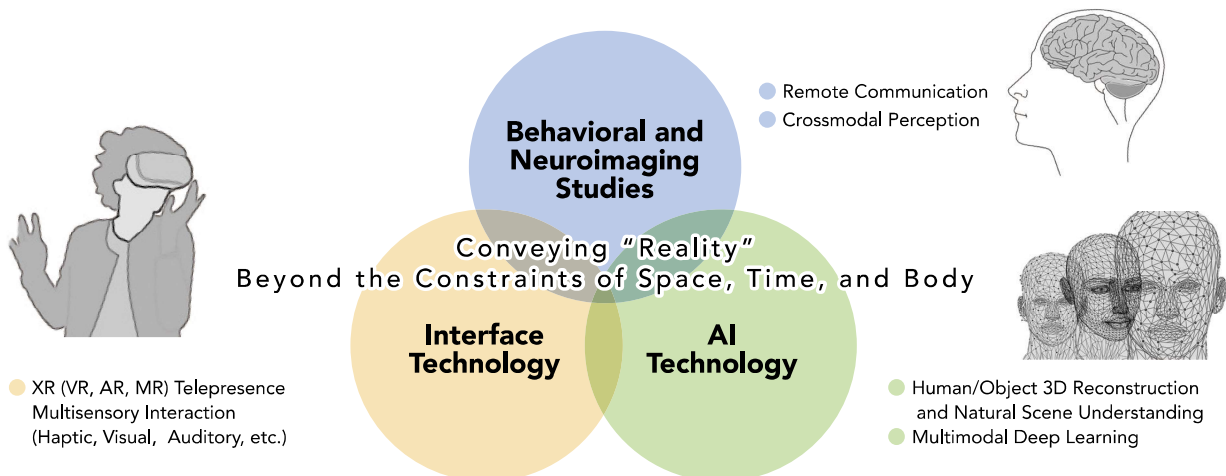 Remote Communication
Crossmodal Perception
Behavioral and
Neuroimaging
Studies
Conveying "Reality"
Beyond the Constraints of Space, Time, and Body
Interface
Technology
AI
Technology
XR (VR, AR, MR) Telepresence
Multisensory Interaction
(Haptic, Visual, Auditory, etc.)
Human/Object 3D Reconstruction
and Natural Scene Understanding
Multimodal Deep Learning